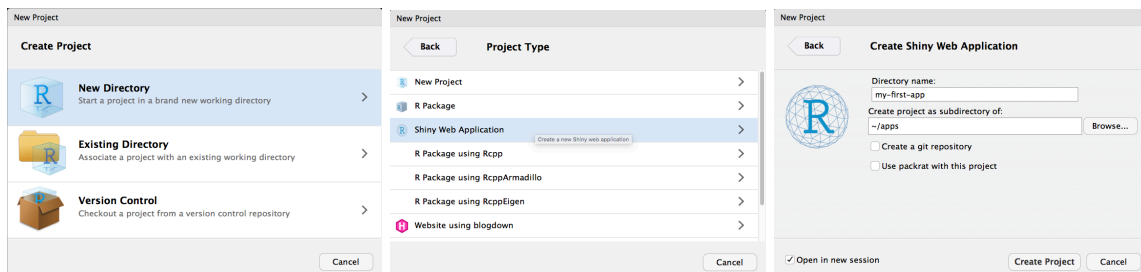 New Project
Create Project
R
New Directory
Start a project in a brand new working directory
R
Existing Directory
Associate a project with an existing working directory
R
Version Control
Checkout a project from a version control repository
Cancel
New Project
Back
Project Type
R
New Project
R
R Package
R
Shiny Web Application
Create a new Shiny web application
R Package using Rcpp
R Package using RcppArmadillo
R Package using RcppEigen
H
Website using blogdown
Cancel
New Project
Back
Create Shiny Web Application
R
Directory name:
my-first-app
Create project as subdirectory of:
~/apps
Browse...
Create a git repository
Use packrat with this project
Open in new session
Create Project
Cancel